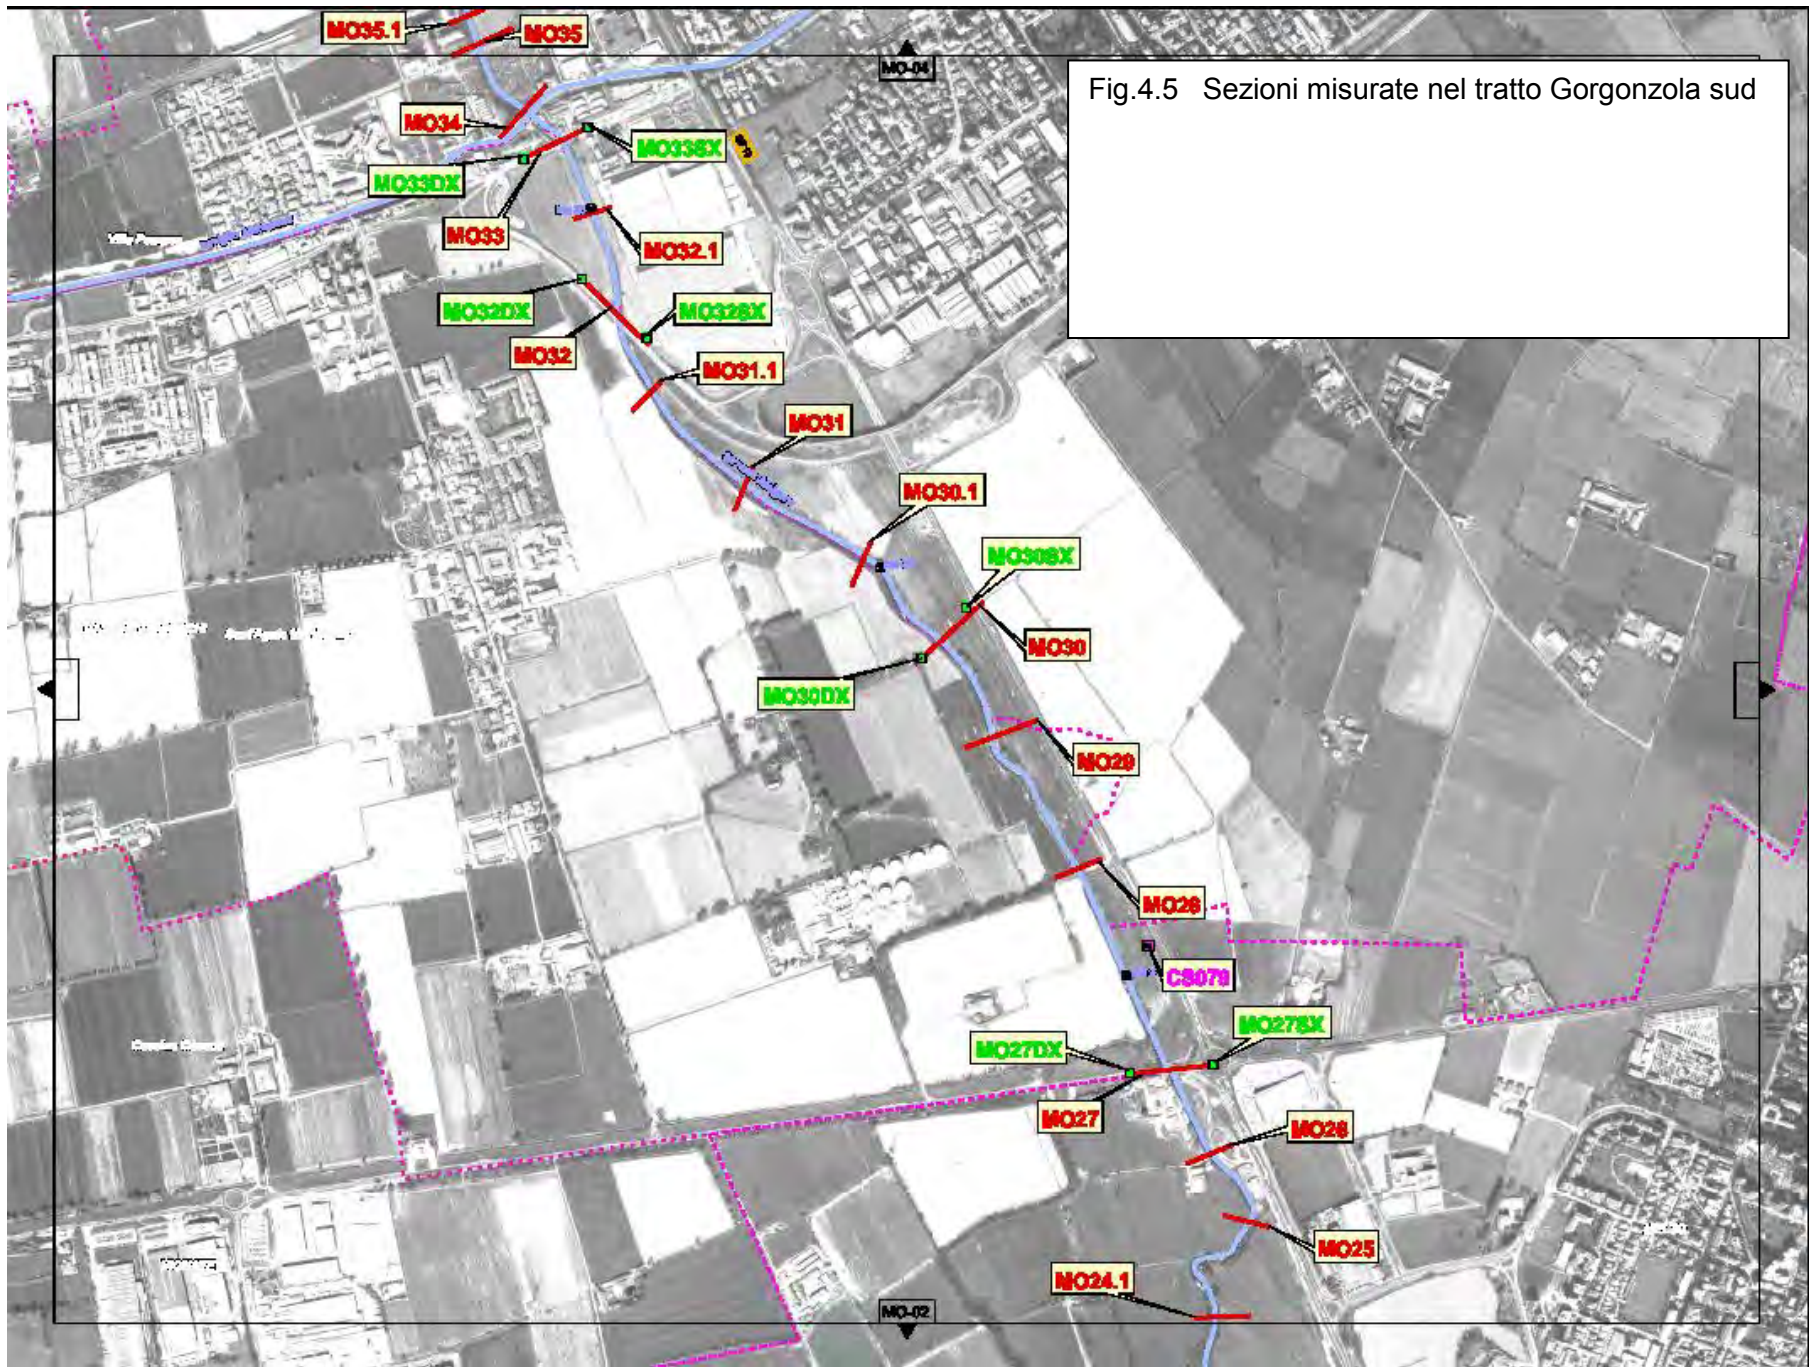 MO35.1
MO35
MO-04
Fig.4.5 Sezioni misurate nel tratto Gorgonzola sud
MO34
MO33SX
MO33DX
MO33
MO32.1
MO32DX
MO32SX
MO32
MO31.1
MO31
MO30.1
MO30SX
MO30
MO30DX
MO29
MO28
CS079
MO27SX
MO27DX
MO27
MO26
MO25
MO24.1
MO-02